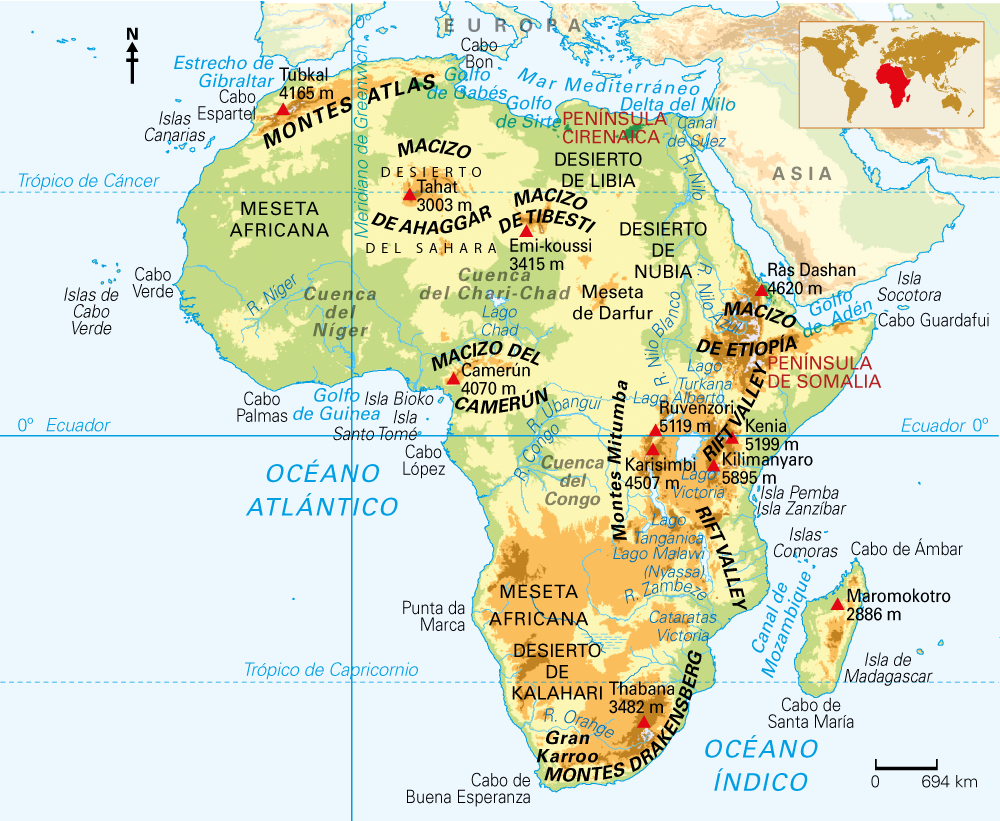 EUROPA
N
0º
Cabo
Bon
Estrecho de
Gibraltar
Tubkal
4165 m
Golfo
de Gabés
Mar Mediterráneo
Cabo
Espartel
MONTES ATLAS
Golfo
de Sirte
Delta del Nilo
PENÍNSULA
CIRENAICA
Canal
de Suez
Islas
Canarias
Meridiano de Greenwich
MACIZO
DE AHAGGAR
DESIERTO
DEL SAHARA
Tahat
3003 m
DESIERTO
DE LIBIA
R. Nilo
ASIA
Trópico de Cáncer
MESETA
AFRICANA
MACIZO
DE TIBESTI
Emi-koussi
3415 m
DESIERTO
DE
NUBIA
Cabo
Verde
Islas de
Cabo
Verde
R. Níger
Cuenca
del
Níger
Cuenca
del Chari-Chad
Lago
Chad
Meseta
de Darfur
R. Nilo Blanco
R. Nilo Azul
Ras Dashan
4620 m
Isla
Socotora
Golfo
de Adén
Cabo Guardafui
MACIZO
DE ETIOPÍA
PENÍNSULA
DE SOMALIA
MACIZO DEL
CAMERÚN
Camerún
4070 m
Lago
Turkana
Lago Alberto
Cabo
Palmas
Golfo
de Guinea
Isla Bioko
Isla
Santo Tomé
R. Ubangui
R. Congo
Montes Mitumba
Ruvenzori
5119 m
RIFT VALLEY
Kenia
5199 m
0º Ecuador
Ecuador 0º
Cabo
López
OCÉANO
ATLÁNTICO
Cuenca
del
Congo
Karisimbi
4507 m
Kilimanyaro
5895 m
Lago
Victoria
Isla Pemba
Isla Zanzíbar
Lago
Tanganica
RIFT VALLEY
Islas
Comoras
Cabo de Ámbar
Lago Malawi
(Nyassa)
R. Zambeze
Canal de
Mozambique
Maromokotro
2886 m
MESETA
AFRICANA
Punta da
Marca
Cataratas
Victoria
DESIERTO
DE
KALAHARI
Isla de
Madagascar
Trópico de Capricornio
Thabana
3482 m
Cabo de
Santa María
R. Orange
Gran
Karroo
MONTES DRAKENSBERG
OCÉANO
ÍNDICO
Cabo de
Buena Esperanza
0 694 km